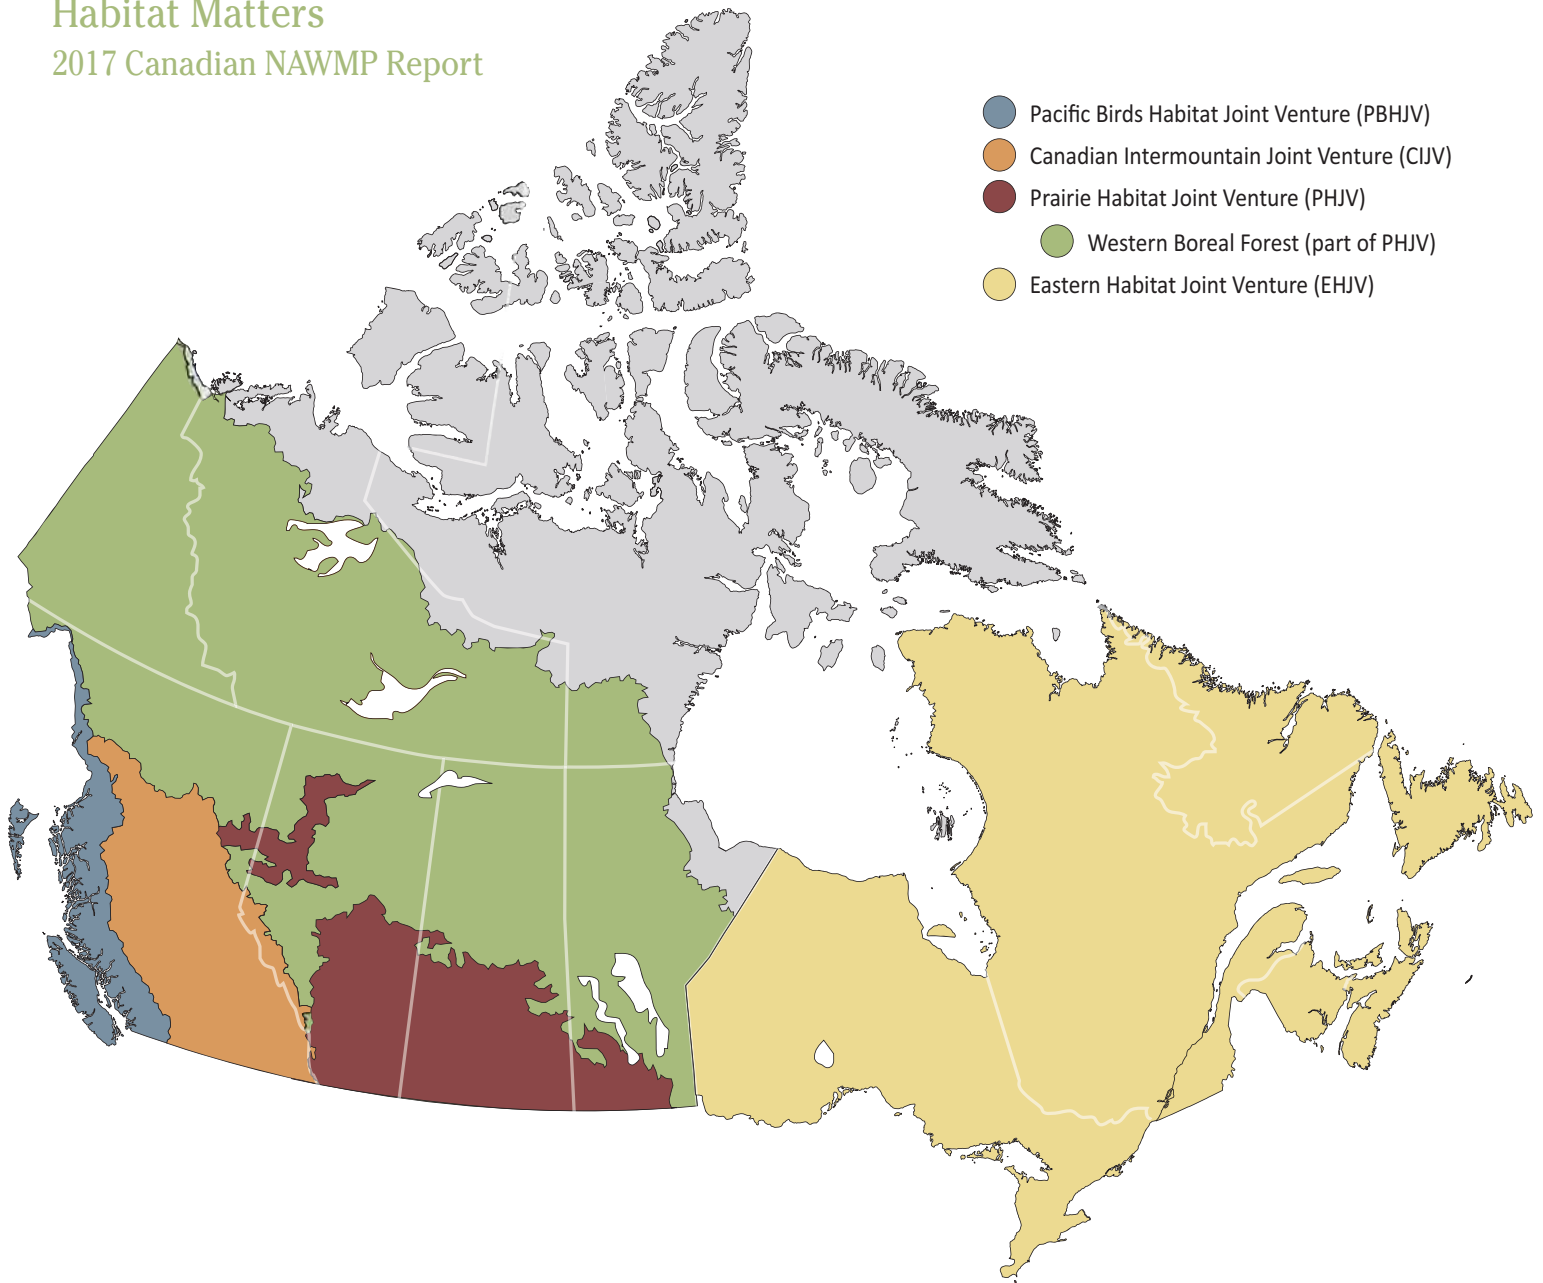 Habitat Matters
2017 Canadian NAWMP Report
Pacific Birds Habitat Joint Venture (PBHJV)
Canadian Intermountain Joint Venture (CIJV)
Prairie Habitat Joint Venture (PHJV)
Western Boreal Forest (part of PHJV)
Eastern Habitat Joint Venture (EHJV)